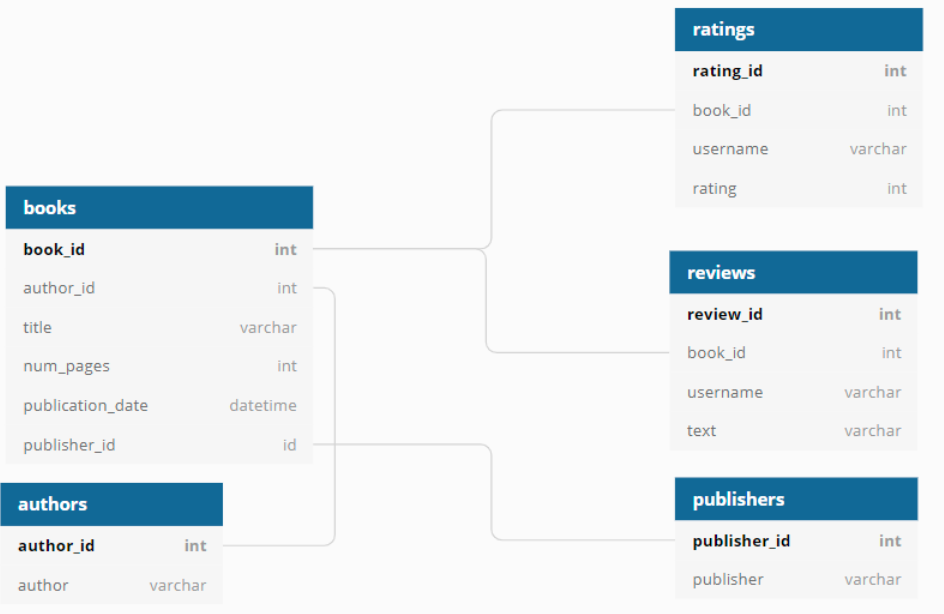 books
book_id int
author_id int
title varchar
num_pages int
publication_date datetime
publisher_id id
authors
author_id int
author varchar
ratings
rating_id int
book_id int
username varchar
rating int
reviews
review_id int
book_id int
username varchar
text varchar
publishers
publisher_id int
publisher varchar